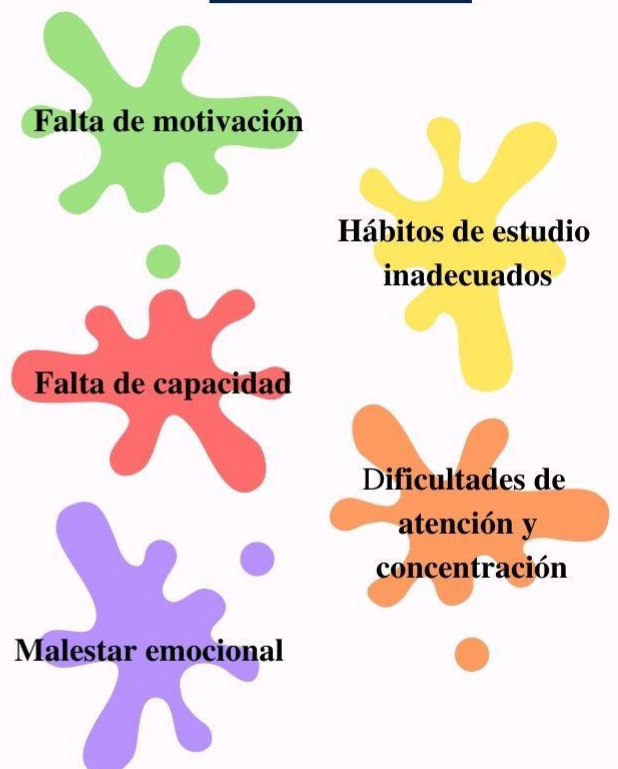 Falta de motivación
Hábitos de estudio
inadecuados
Falta de capacidad
Dificultades de
atención y
concentración
Malestar emocional